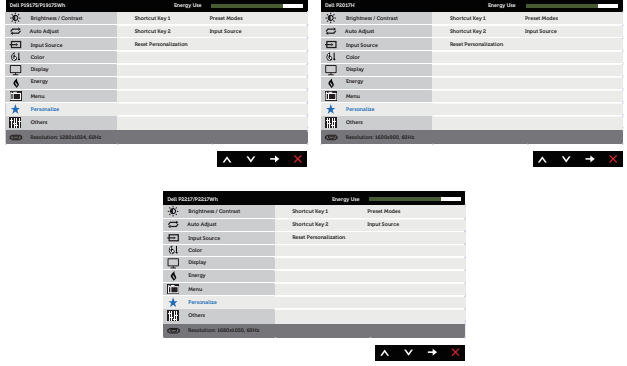 Dell P1917S/P1917SWh Energy Use
Brightness / Contrast Shortcut Key 1 Preset Modes
Auto Adjust Shortcut Key 2 Input Source
Input Source Reset Personalization
Color
Display
Energy
Menu
Personalize
Others
Resolution: 1280x1024, 60Hz
Dell P2017H Energy Use
Brightness / Contrast Shortcut Key 1 Preset Modes
Auto Adjust Shortcut Key 2 Input Source
Input Source Reset Personalization
Color
Display
Energy
Menu
Personalize
Others
Resolution: 1600x900, 60Hz
Dell P2217/P2217Wh Energy Use
Brightness / Contrast Shortcut Key 1 Preset Modes
Auto Adjust Shortcut Key 2 Input Source
Input Source Reset Personalization
Color
Display
Energy
Menu
Personalize
Others
Resolution: 1680x1050, 60Hz